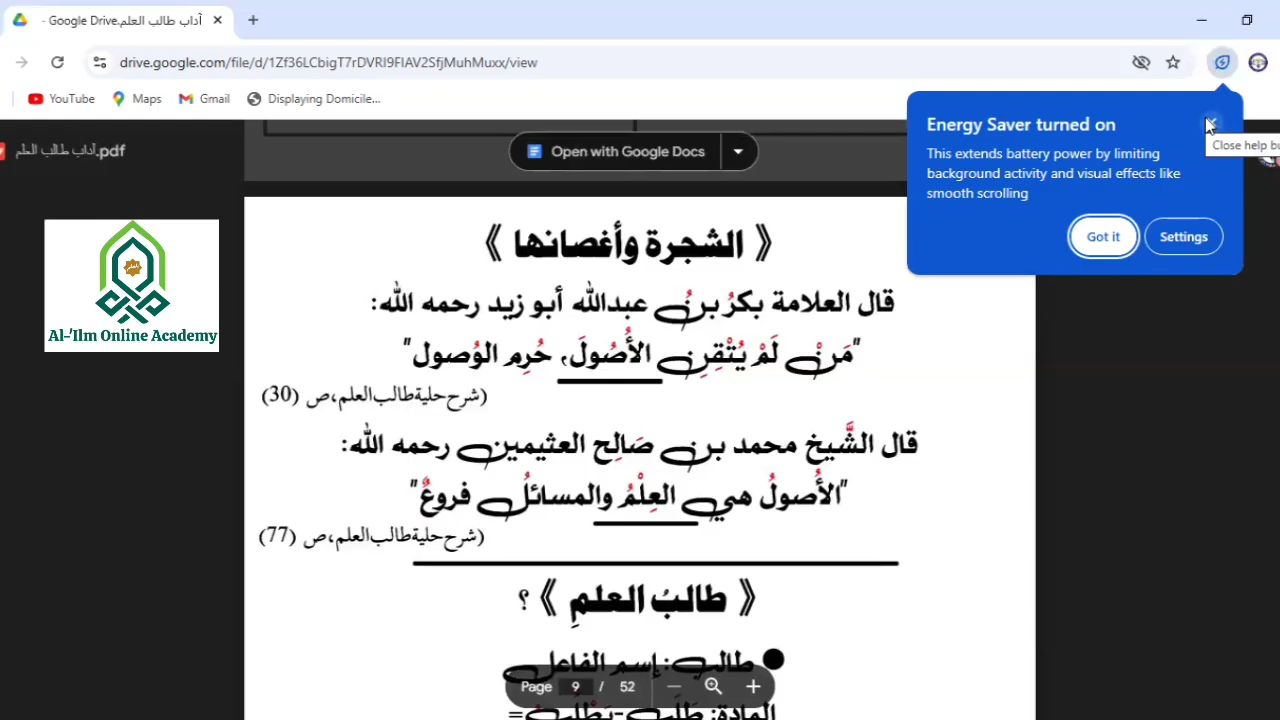 آداب طالب العلم.Google Drive -
drive.google.com/file/d/1Zf36LCbigT7rDVRI9FIAV2SfjMuhMuxx/view
YouTube
Maps
Gmail
Displaying Domicile...
آداب طالب العلم.pdf
Open with Google Docs
Energy Saver turned on
This extends battery power by limiting
background activity and visual effects like
smooth scrolling
Got it
Settings
Close help bu
Al-'Ilm Online Academy
《 الشجرة وأغصانها 》
قال العلامة بكرُ بنُ عبدالله أبو زيد رحمه الله:
"مَنْ لَمْ يُتْقِنِ الأُصُولَ، حُرِم الوُصول"
(شرح حلية طالب العلم، ص 30)
قال الشَّيخُ محمد بن صَالِح العثيمين رحمه الله:
"الأُصولُ هي العِلْمُ والمسائلُ فروعٌ"
(شرح حلية طالب العلم، ص 77)
《 طالبُ العلمِ 》؟
● طالب: إسم الفاعل
المادة: طَلَبَ-يَطْلُبُ=
Page 9 / 52